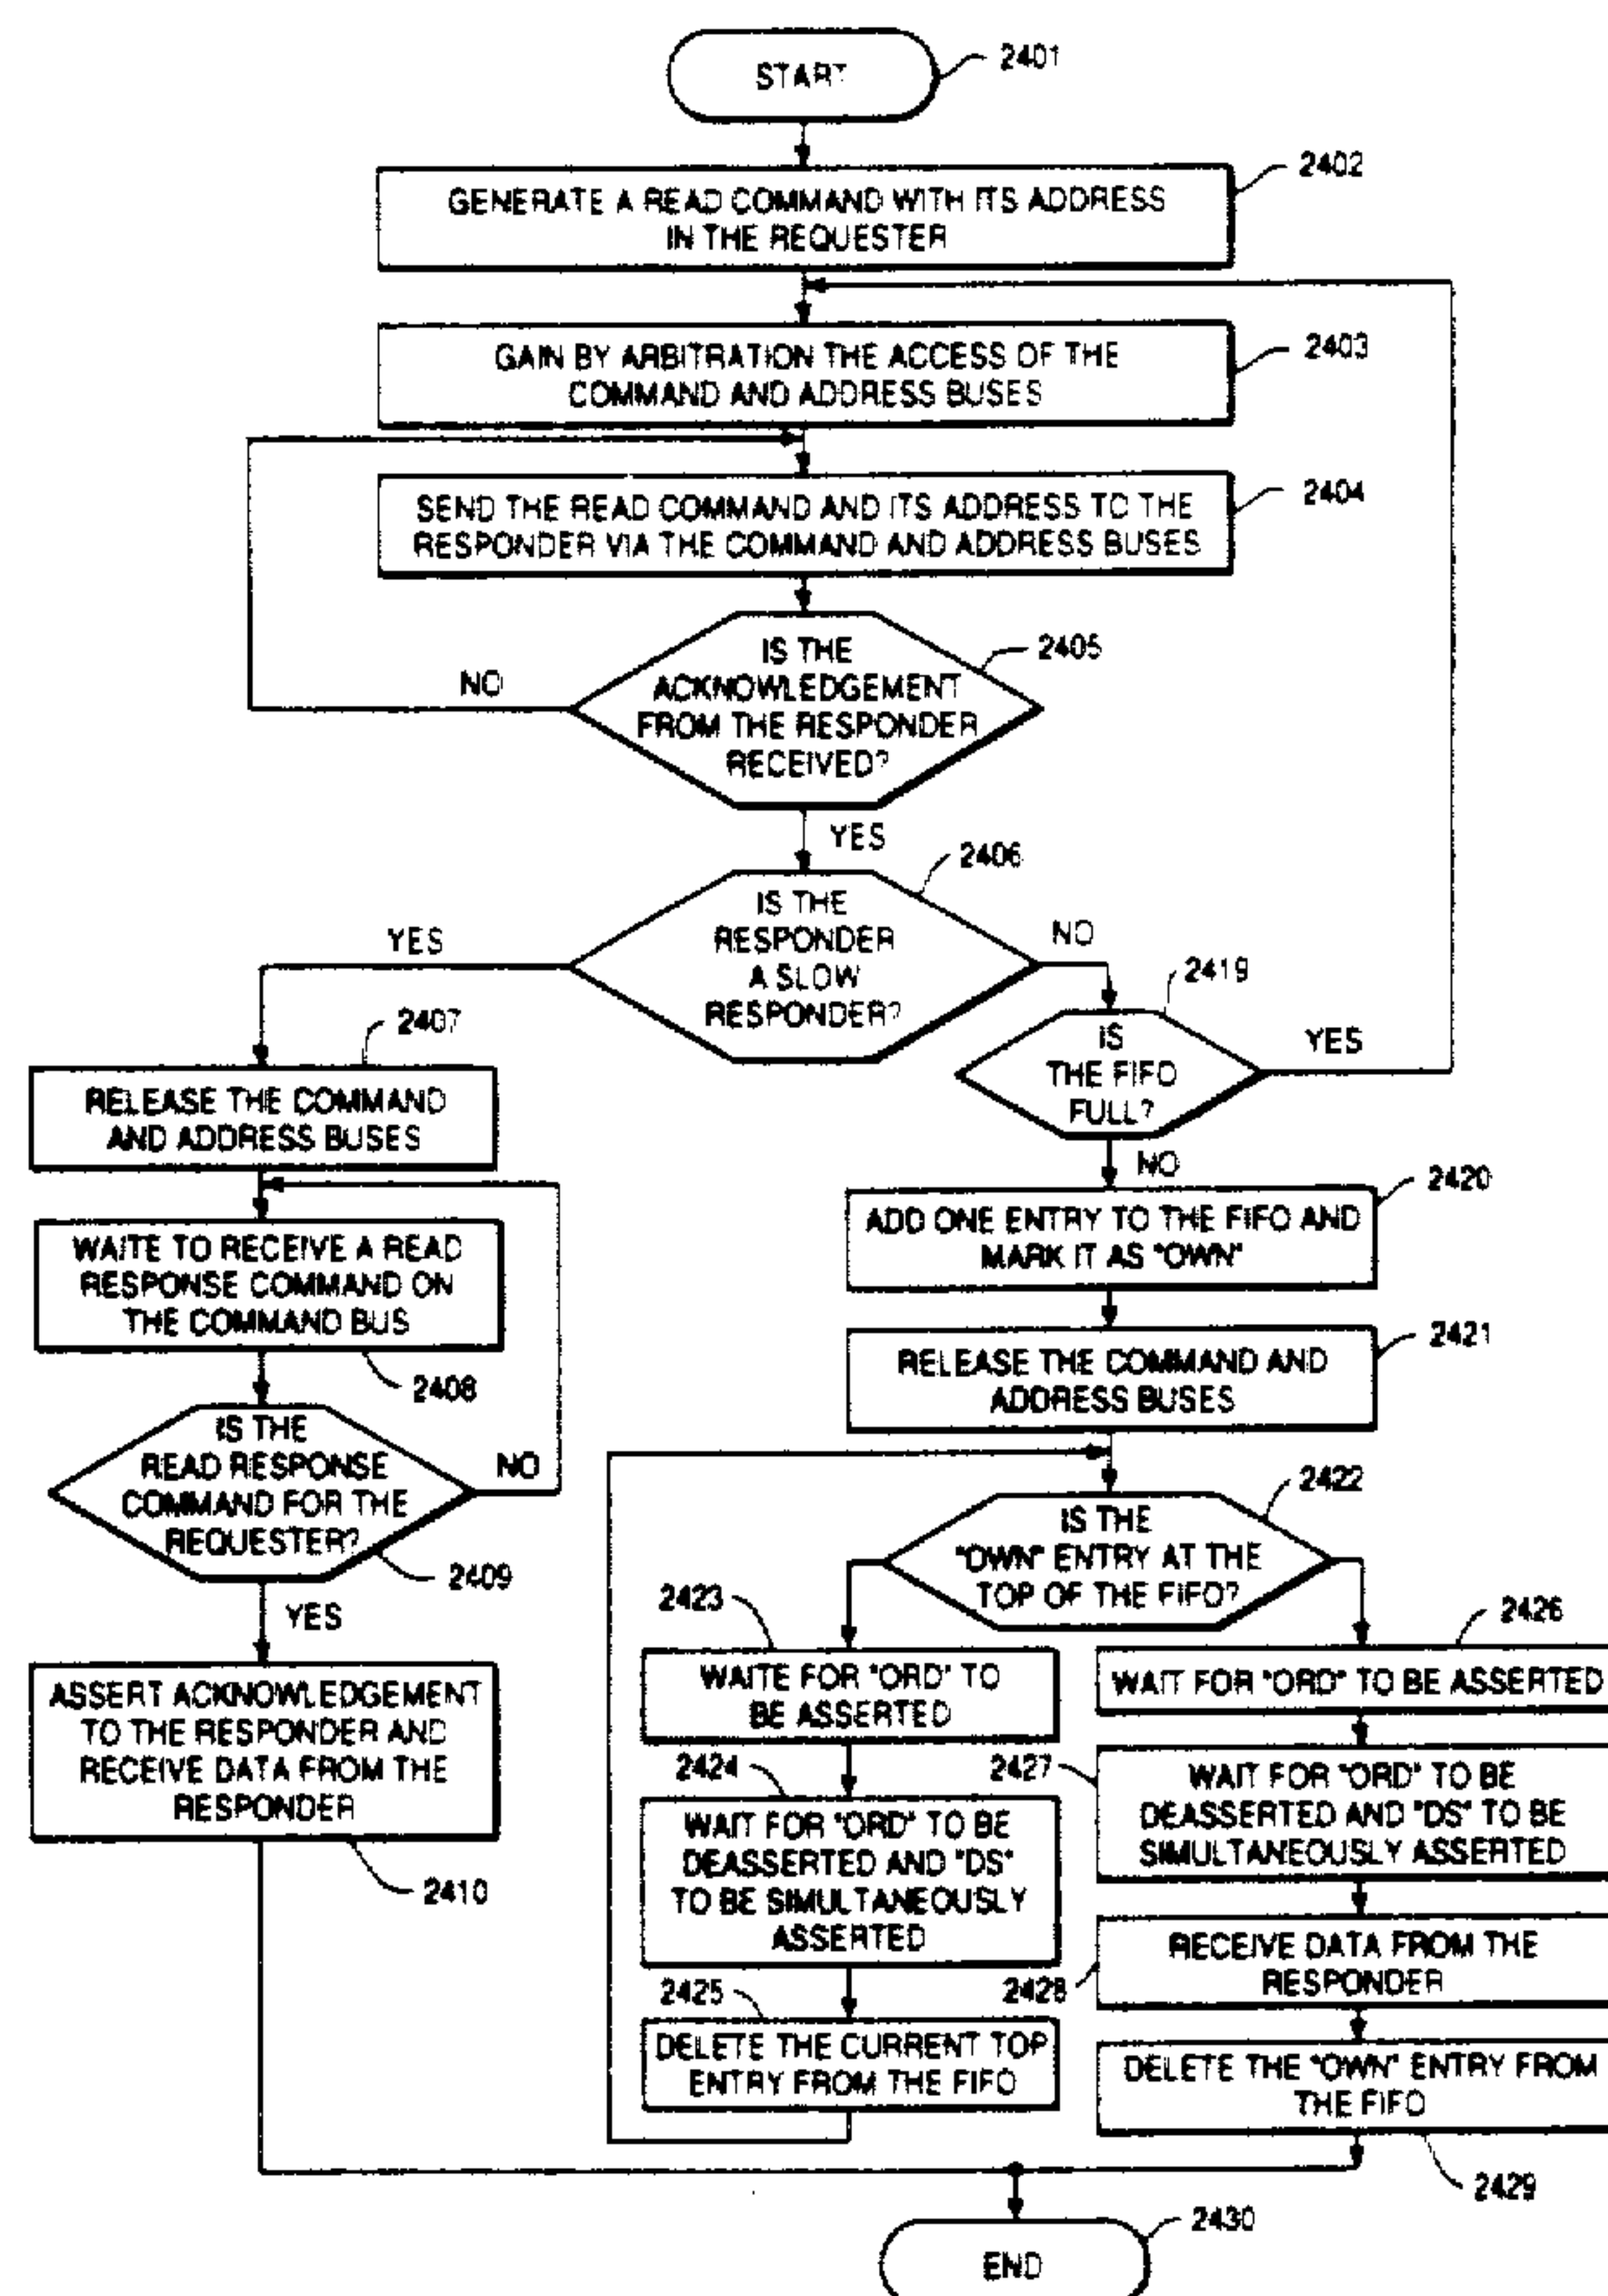 START
2401
2402
GENERATE A READ COMMAND WITH ITS ADDRESS
IN THE REQUESTER
2403
GAIN BY ARBITRATION THE ACCESS OF THE
COMMAND AND ADDRESS BUSES
2404
SEND THE READ COMMAND AND ITS ADDRESS TO THE
RESPONDER VIA THE COMMAND AND ADDRESS BUSES
2405
IS THE
ACKNOWLEDGEMENT
FROM THE RESPONDER
RECEIVED?
NO
YES
2406
IS THE
RESPONDER
A SLOW
RESPONDER?
YES
NO
2407
RELEASE THE COMMAND
AND ADDRESS BUSES
WAITE TO RECEIVE A READ
RESPONSE COMMAND ON
THE COMMAND BUS
2408
IS THE
READ RESPONSE
COMMAND FOR THE
REQUESTER?
NO
2409
YES
ASSERT ACKNOWLEDGEMENT
TO THE RESPONDER AND
RECEIVE DATA FROM THE
RESPONDER
2410
2419
IS
THE FIFO
FULL?
YES
NO
2420
ADD ONE ENTRY TO THE FIFO AND
MARK IT AS "OWN"
2421
RELEASE THE COMMAND AND
ADDRESS BUSES
2422
IS THE
"OWN" ENTRY AT THE
TOP OF THE FIFO?
2423
WAITE FOR "ORD" TO
BE ASSERTED
2424
WAIT FOR "ORD" TO BE
DEASSERTED AND "DS"
TO BE SIMULTANEOUSLY
ASSERTED
2425
DELETE THE CURRENT TOP
ENTRY FROM THE FIFO
2426
WAIT FOR "ORD" TO BE ASSERTED
2427
WAIT FOR "ORD" TO BE
DEASSERTED AND "DS" TO BE
SIMULTANEOUSLY ASSERTED
2428
RECEIVE DATA FROM THE
RESPONDER
DELETE THE "OWN" ENTRY FROM
THE FIFO
2429
2430
END